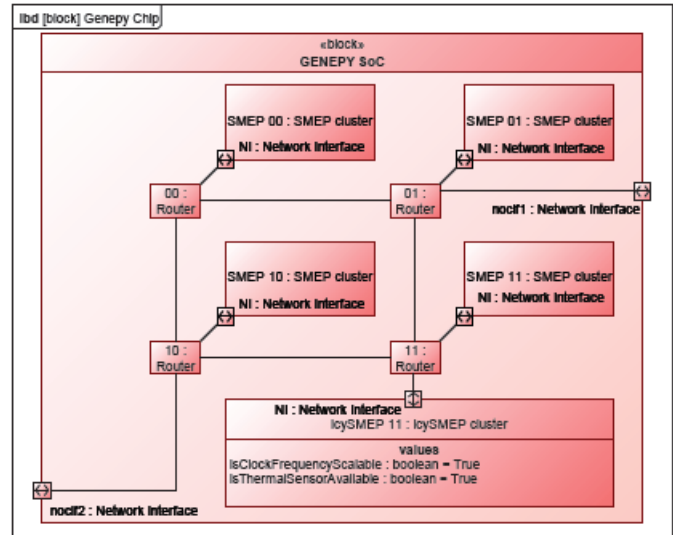 ibd [block] Genepy Chip
«block»
GENEPY SoC
SMEP 00 : SMEP cluster
NI : Network Interface
SMEP 01 : SMEP cluster
NI : Network Interface
00 :
Router
01 :
Router
nocif1 : Network Interface
SMEP 10 : SMEP cluster
NI : Network Interface
SMEP 11 : SMEP cluster
NI : Network Interface
10 :
Router
11 :
Router
NI : Network Interface
IcySMEP 11 : IcySMEP cluster
values
IsClockFrequencyScalable : boolean = True
IsThermalSensorAvailable : boolean = True
nocif2 : Network Interface